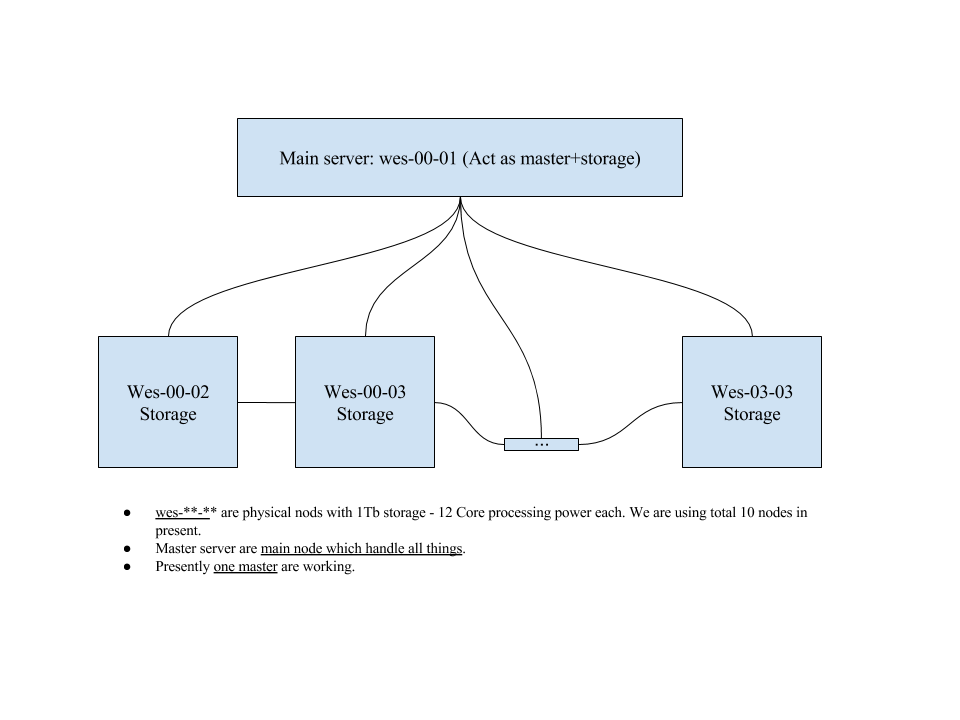 Main server: wes-00-01 (Act as master+storage)
Wes-00-02
Storage
Wes-00-03
Storage
...
Wes-03-03
Storage
● wes-**-** are physical nods with 1Tb storage - 12 Core processing power each. We are using total 10 nodes in
present.
● Master server are main node which handle all things.
● Presently one master are working.